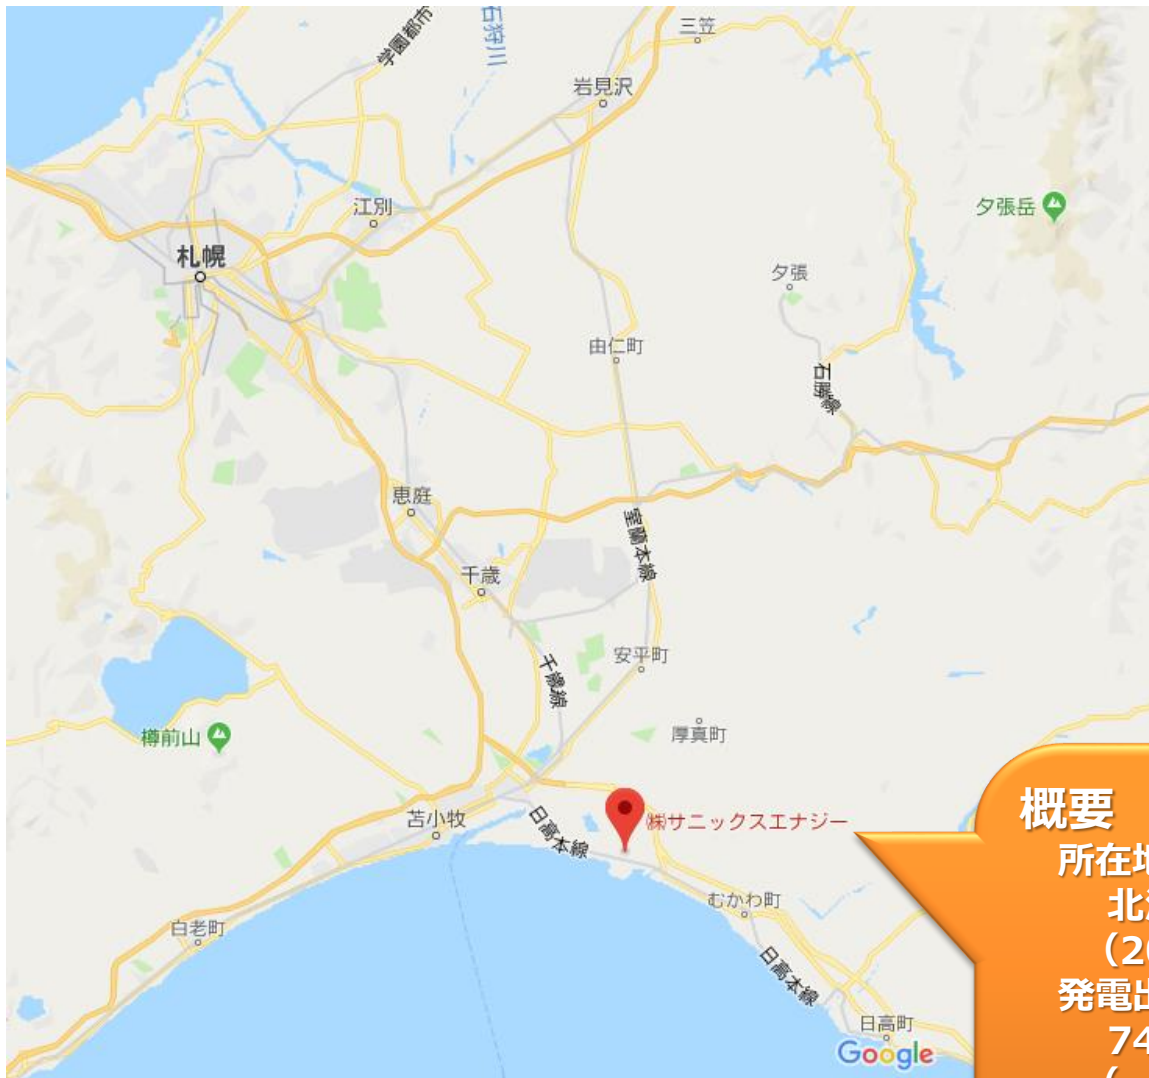 三笠
石狩川
学園都市
岩見沢
江別
夕張岳
札幌
夕張
由仁町
石勝線
恵庭
室蘭本線
千歳
安平町
千歳線
厚真町
樽前山
概要
㈱サニックスエナジー
苫小牧
日高本線
所在地
むかわ町
北海
白老町
(20
日高本線
発電出
日高町
74
Google
(